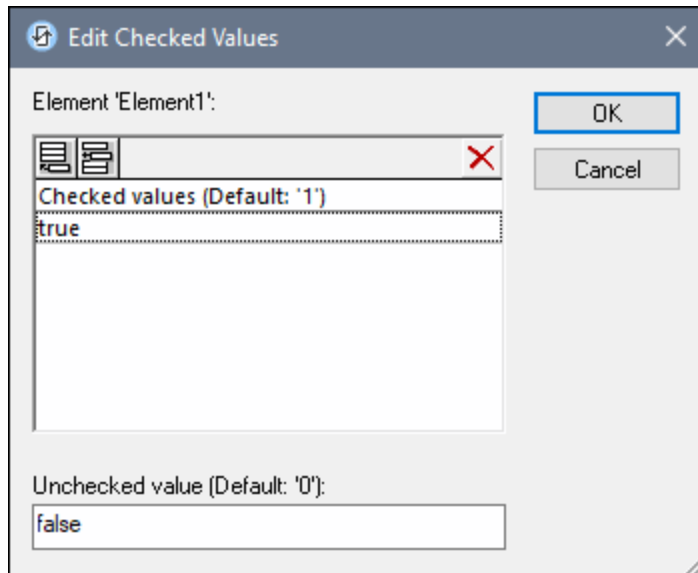 Edit Checked Values
Element 'Element1':
OK
Cancel
Checked values (Default: '1')
true
Unchecked value (Default: '0'):
false